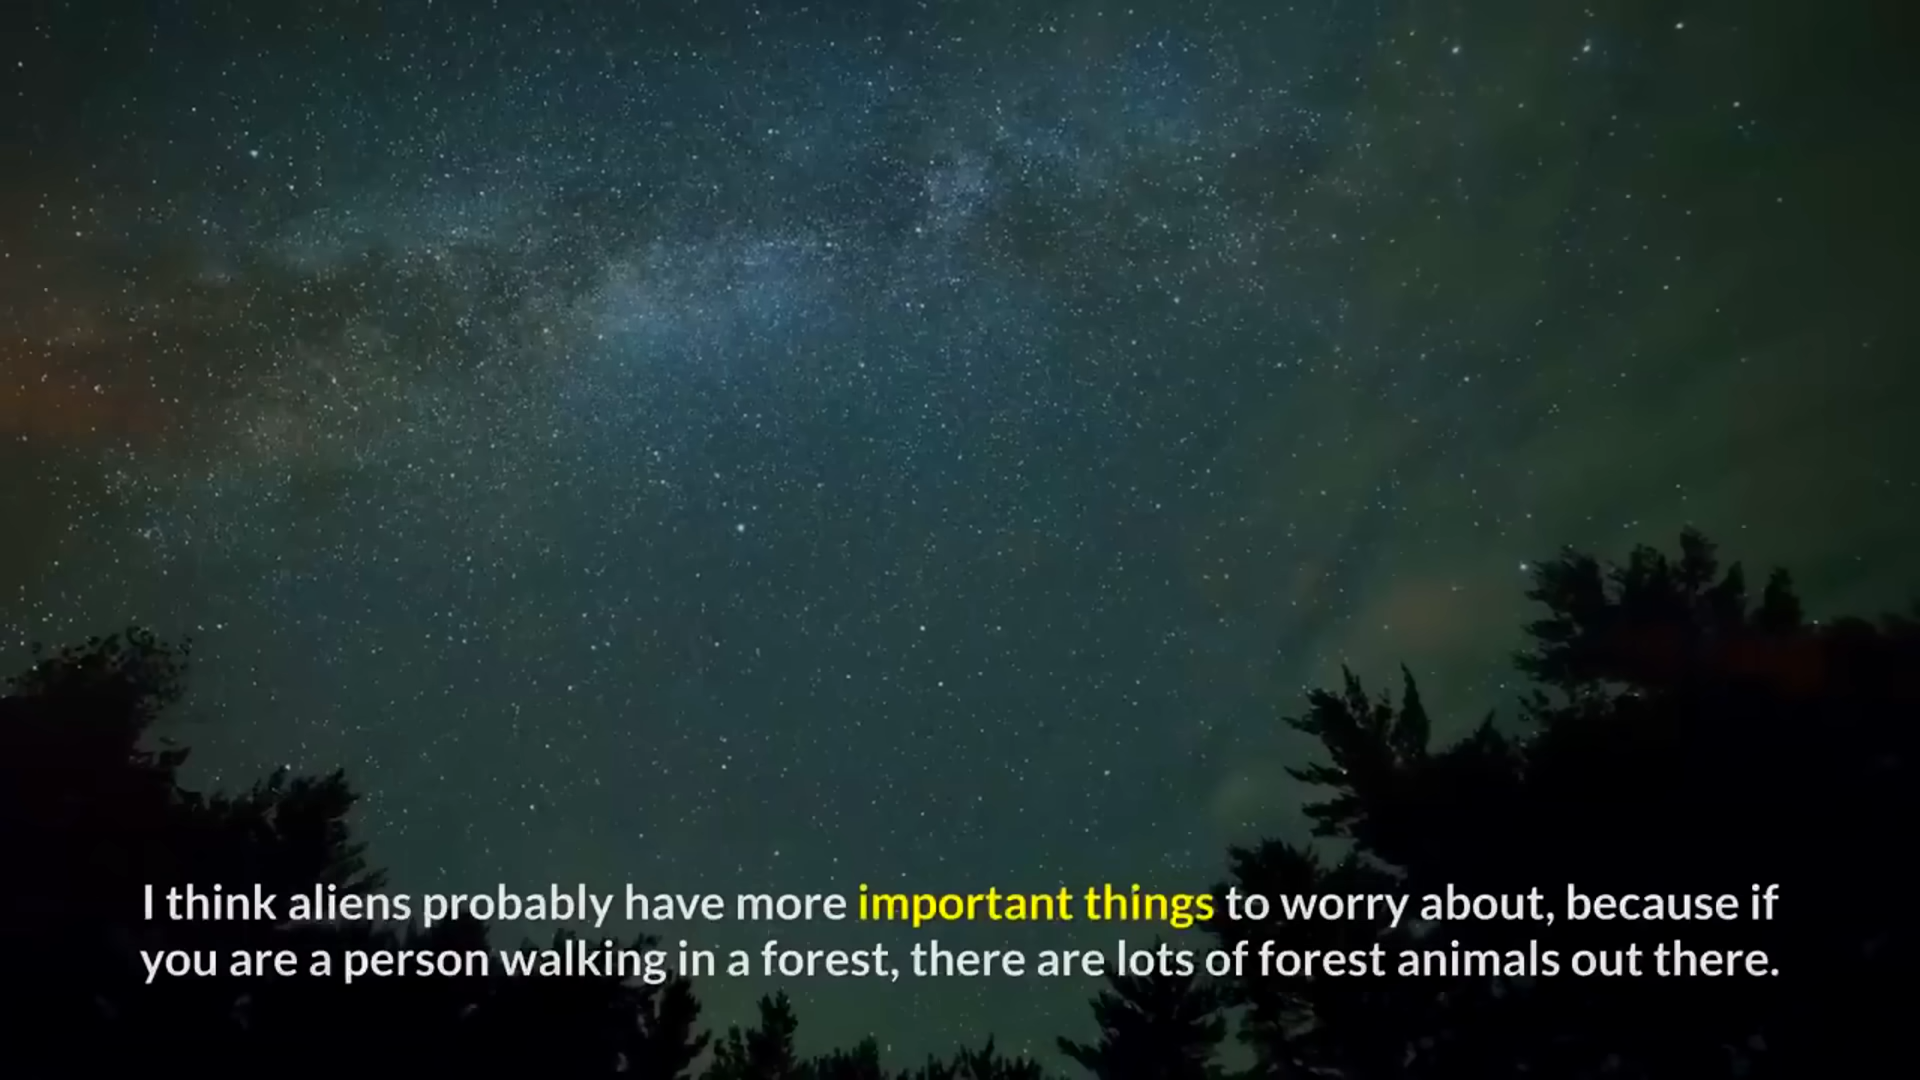 I think aliens probably have more important things to worry about, because if
you are a person walking in a forest, there are lots of forest animals out there.